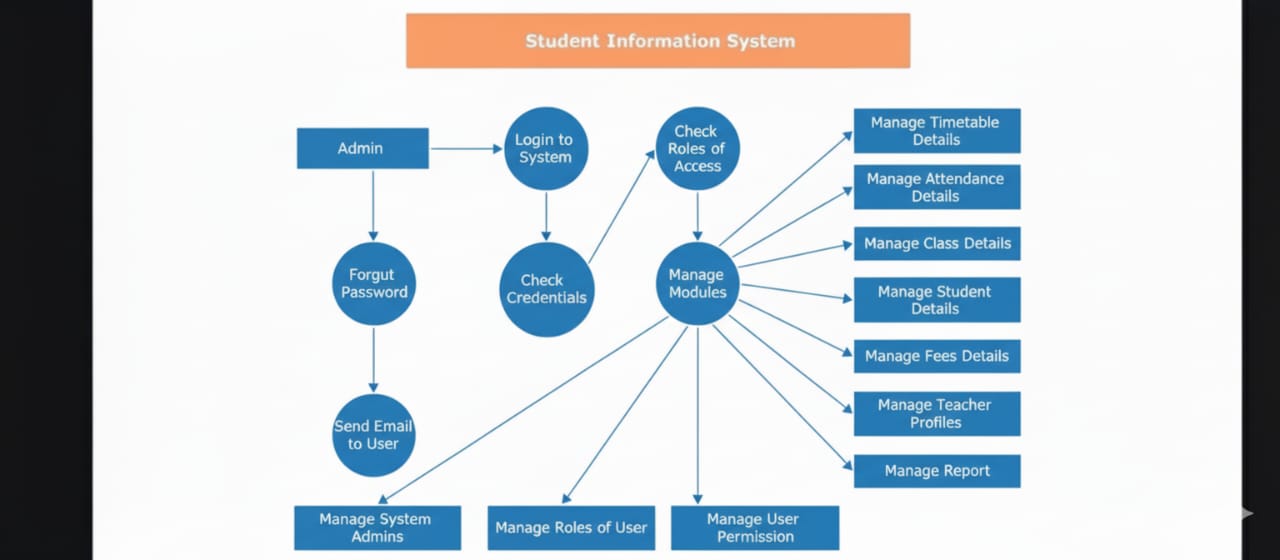 Student Information System
Admin
Login to
System
Check
Roles of
Access
Manage Timetable
Details
Manage Attendance
Details
Manage Class Details
Forgut
Password
Check
Credentials
Manage
Modules
Manage Student
Details
Manage Fees Details
Manage Teacher
Profiles
Send Email
to User
Manage Report
Manage System
Admins
Manage Roles of User
Manage User
Permission